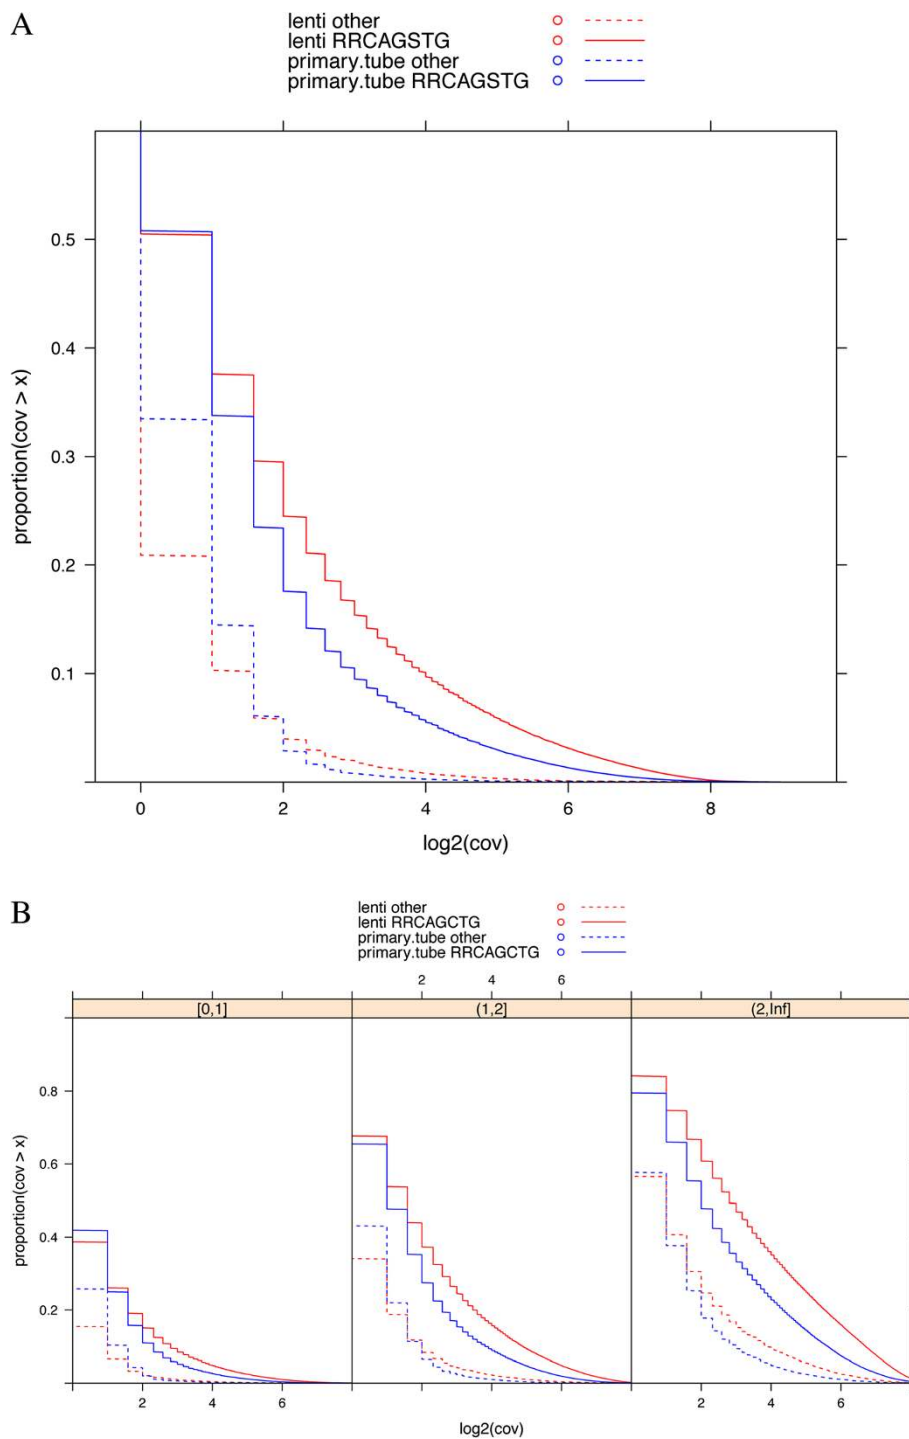 A
lenti other
lenti RRCAGSTG
primary.tube other
primary.tube RRCAGSTG
0.5
0.4
0.3
0.2
0.1
proportion(cov > x)
0 2 4 6 8
log2(cov)
B
lenti other
lenti RRCAGCTG
primary.tube other
primary.tube RRCAGCTG
2 4 6
[0,1] (1,2] (2,Inf]
0.8
0.6
0.4
0.2
proportion(cov > x)
2 4 6 2 4 6
log2(cov)